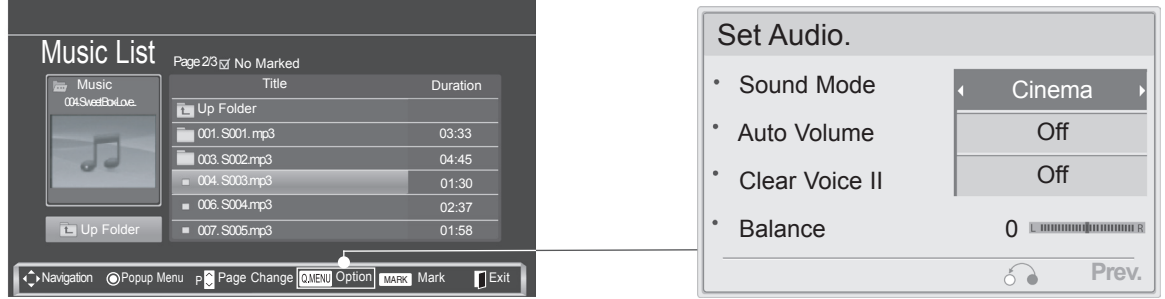 Music List
Page 2/3 No Marked
Music
004.SweetBoxLove..
Up Folder
Title Duration
Up Folder
001. S001. mp3 03:33
003. S002.mp3 04:45
004. S003.mp3 01:30
006. S004.mp3 02:37
007. S005.mp3 01:58
Navigation Popup Menu P Page Change Q.MENU Option MARK Mark Exit
Set Audio.
• Sound Mode Cinema
• Auto Volume Off
• Clear Voice II Off
• Balance 0 L R
Prev.